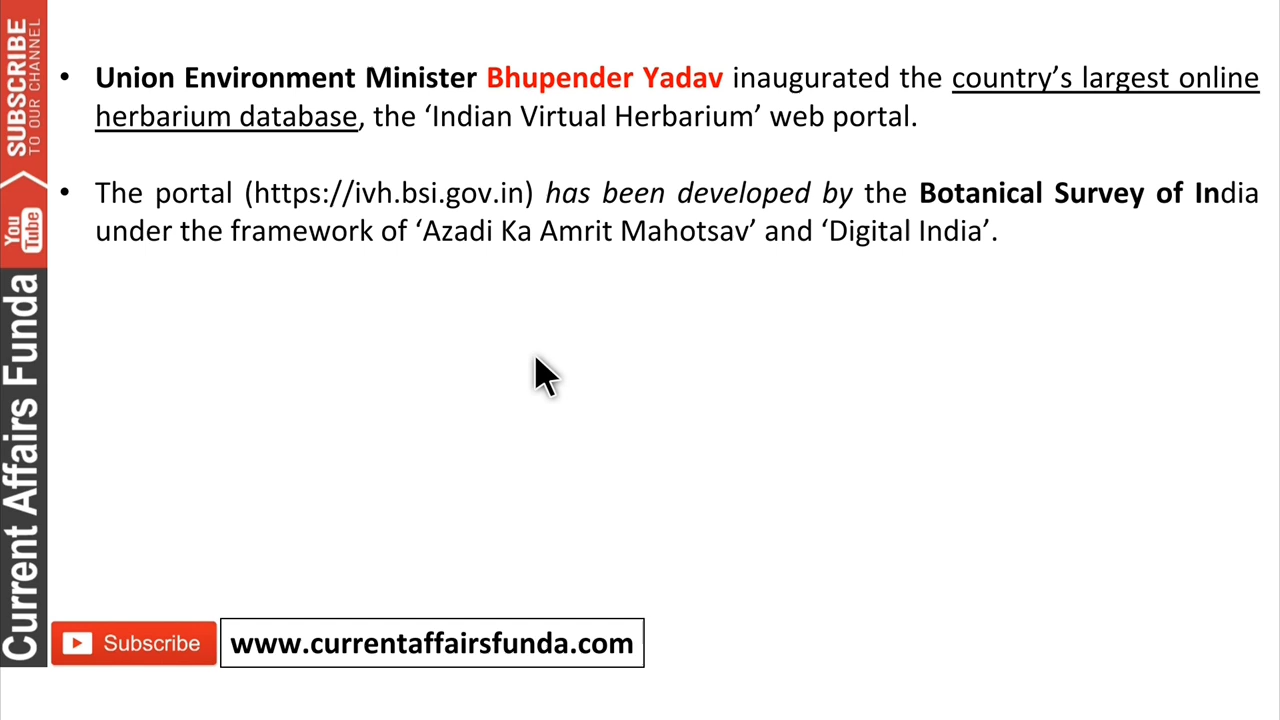 SUBSCRIBE
TO OUR CHANNEL
You
Tube
Current Affairs Funda
• Union Environment Minister Bhupender Yadav inaugurated the country’s largest online
herbarium database, the ‘Indian Virtual Herbarium’ web portal.
• The portal (https://ivh.bsi.gov.in) has been developed by the Botanical Survey of India
under the framework of ‘Azadi Ka Amrit Mahotsav’ and ‘Digital India’.
Subscribe
www.currentaffairsfunda.com